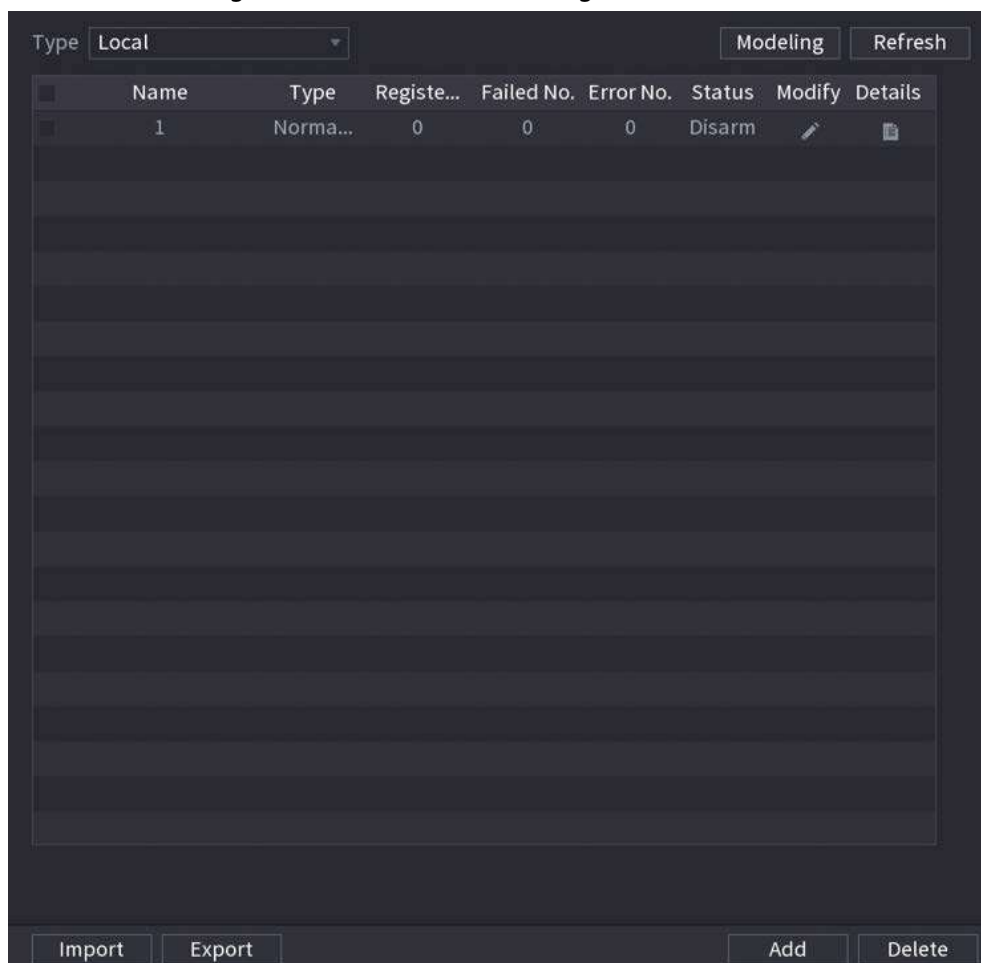 Type Local Modeling Refresh
Name Type Registe... Failed No. Error No. Status Modify Details
1 Norma... 0 0 0 Disarm
Import Export Add Delete